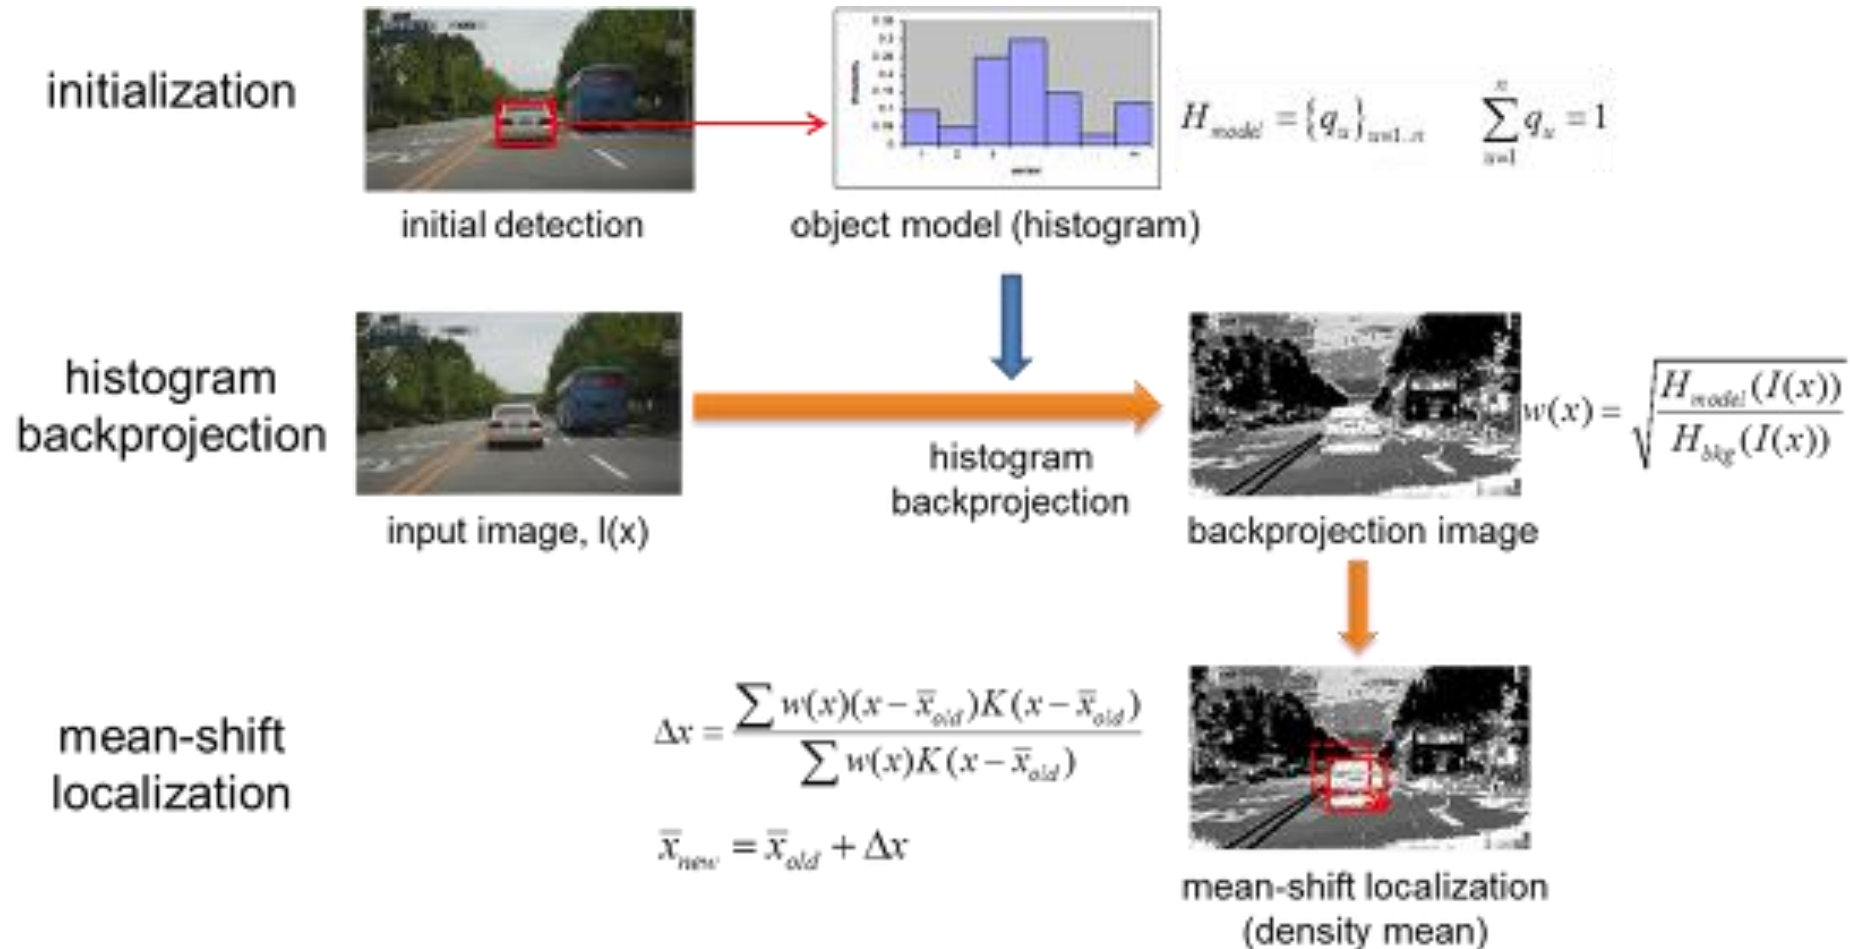 initialization
initial detection
object model (histogram)
H_model = {q_u}_u=1..n
∑_{u=1}^{n} q_u = 1
histogram
backprojection
input image, I(x)
histogram
backprojection
backprojection image
w(x) = √(H_model(I(x)) / H_bkg(I(x)))
mean-shift
localization
Δx = ∑ w(x)(x − x̄_old)K(x − x̄_old) / ∑ w(x)K(x − x̄_old)
x̄_new = x̄_old + Δx
mean-shift localization
(density mean)